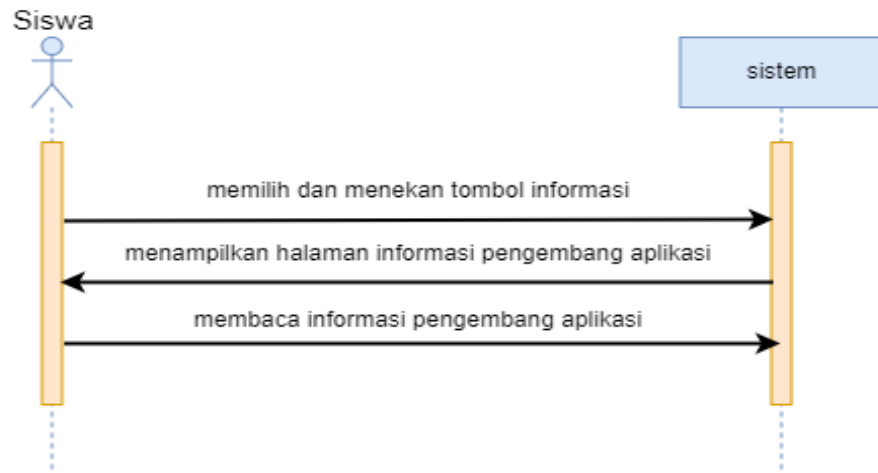 Siswa
sistem
memilih dan menekan tombol informasi
menampilkan halaman informasi pengembang aplikasi
membaca informasi pengembang aplikasi